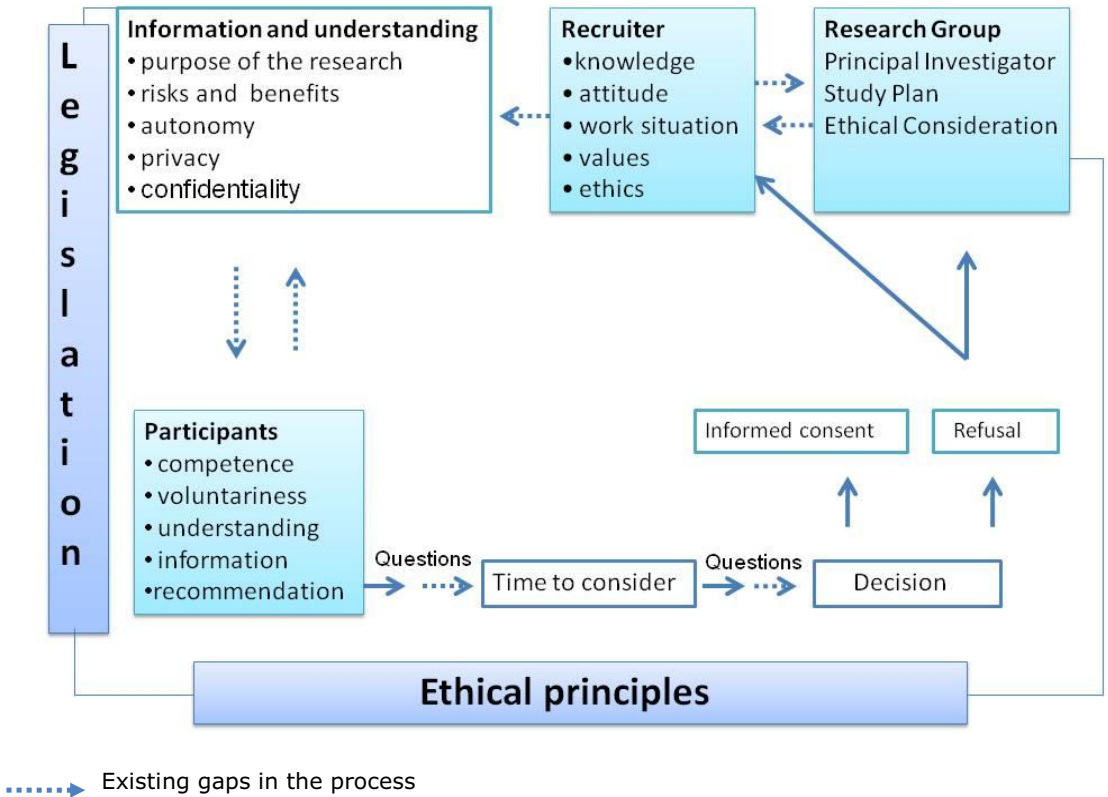 Legislation
Information and understanding
• purpose of the research
• risks and benefits
• autonomy
• privacy
• confidentiality
Recruiter
•knowledge
• attitude
• work situation
• values
• ethics
Research Group
Principal Investigator
Study Plan
Ethical Consideration
Participants
• competence
• voluntariness
• understanding
• information
•recommendation
Questions
Time to consider
Questions
Decision
Informed consent
Refusal
Ethical principles
Existing gaps in the process